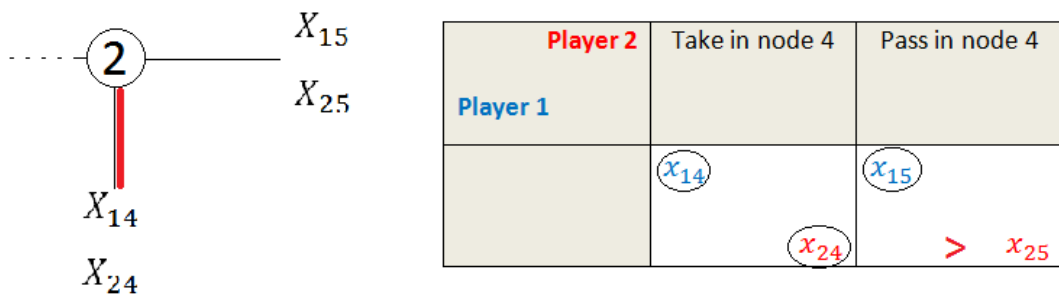 2
X₁₅
X₂₅
X₁₄
X₂₄
Player 2 Take in node 4 Pass in node 4
Player 1
x₁₄ x₁₅
x₂₄ > x₂₅